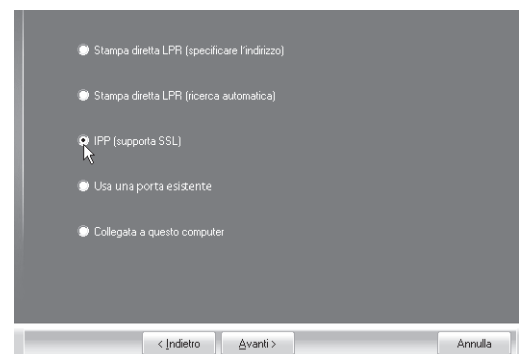 Stampa diretta LPR (specificare l'indirizzo)
Stampa diretta LPR (ricerca automatica)
IPP (supporta SSL)
Usa una porta esistente
Collegata a questo computer
< Indietro
Avanti >
Annulla